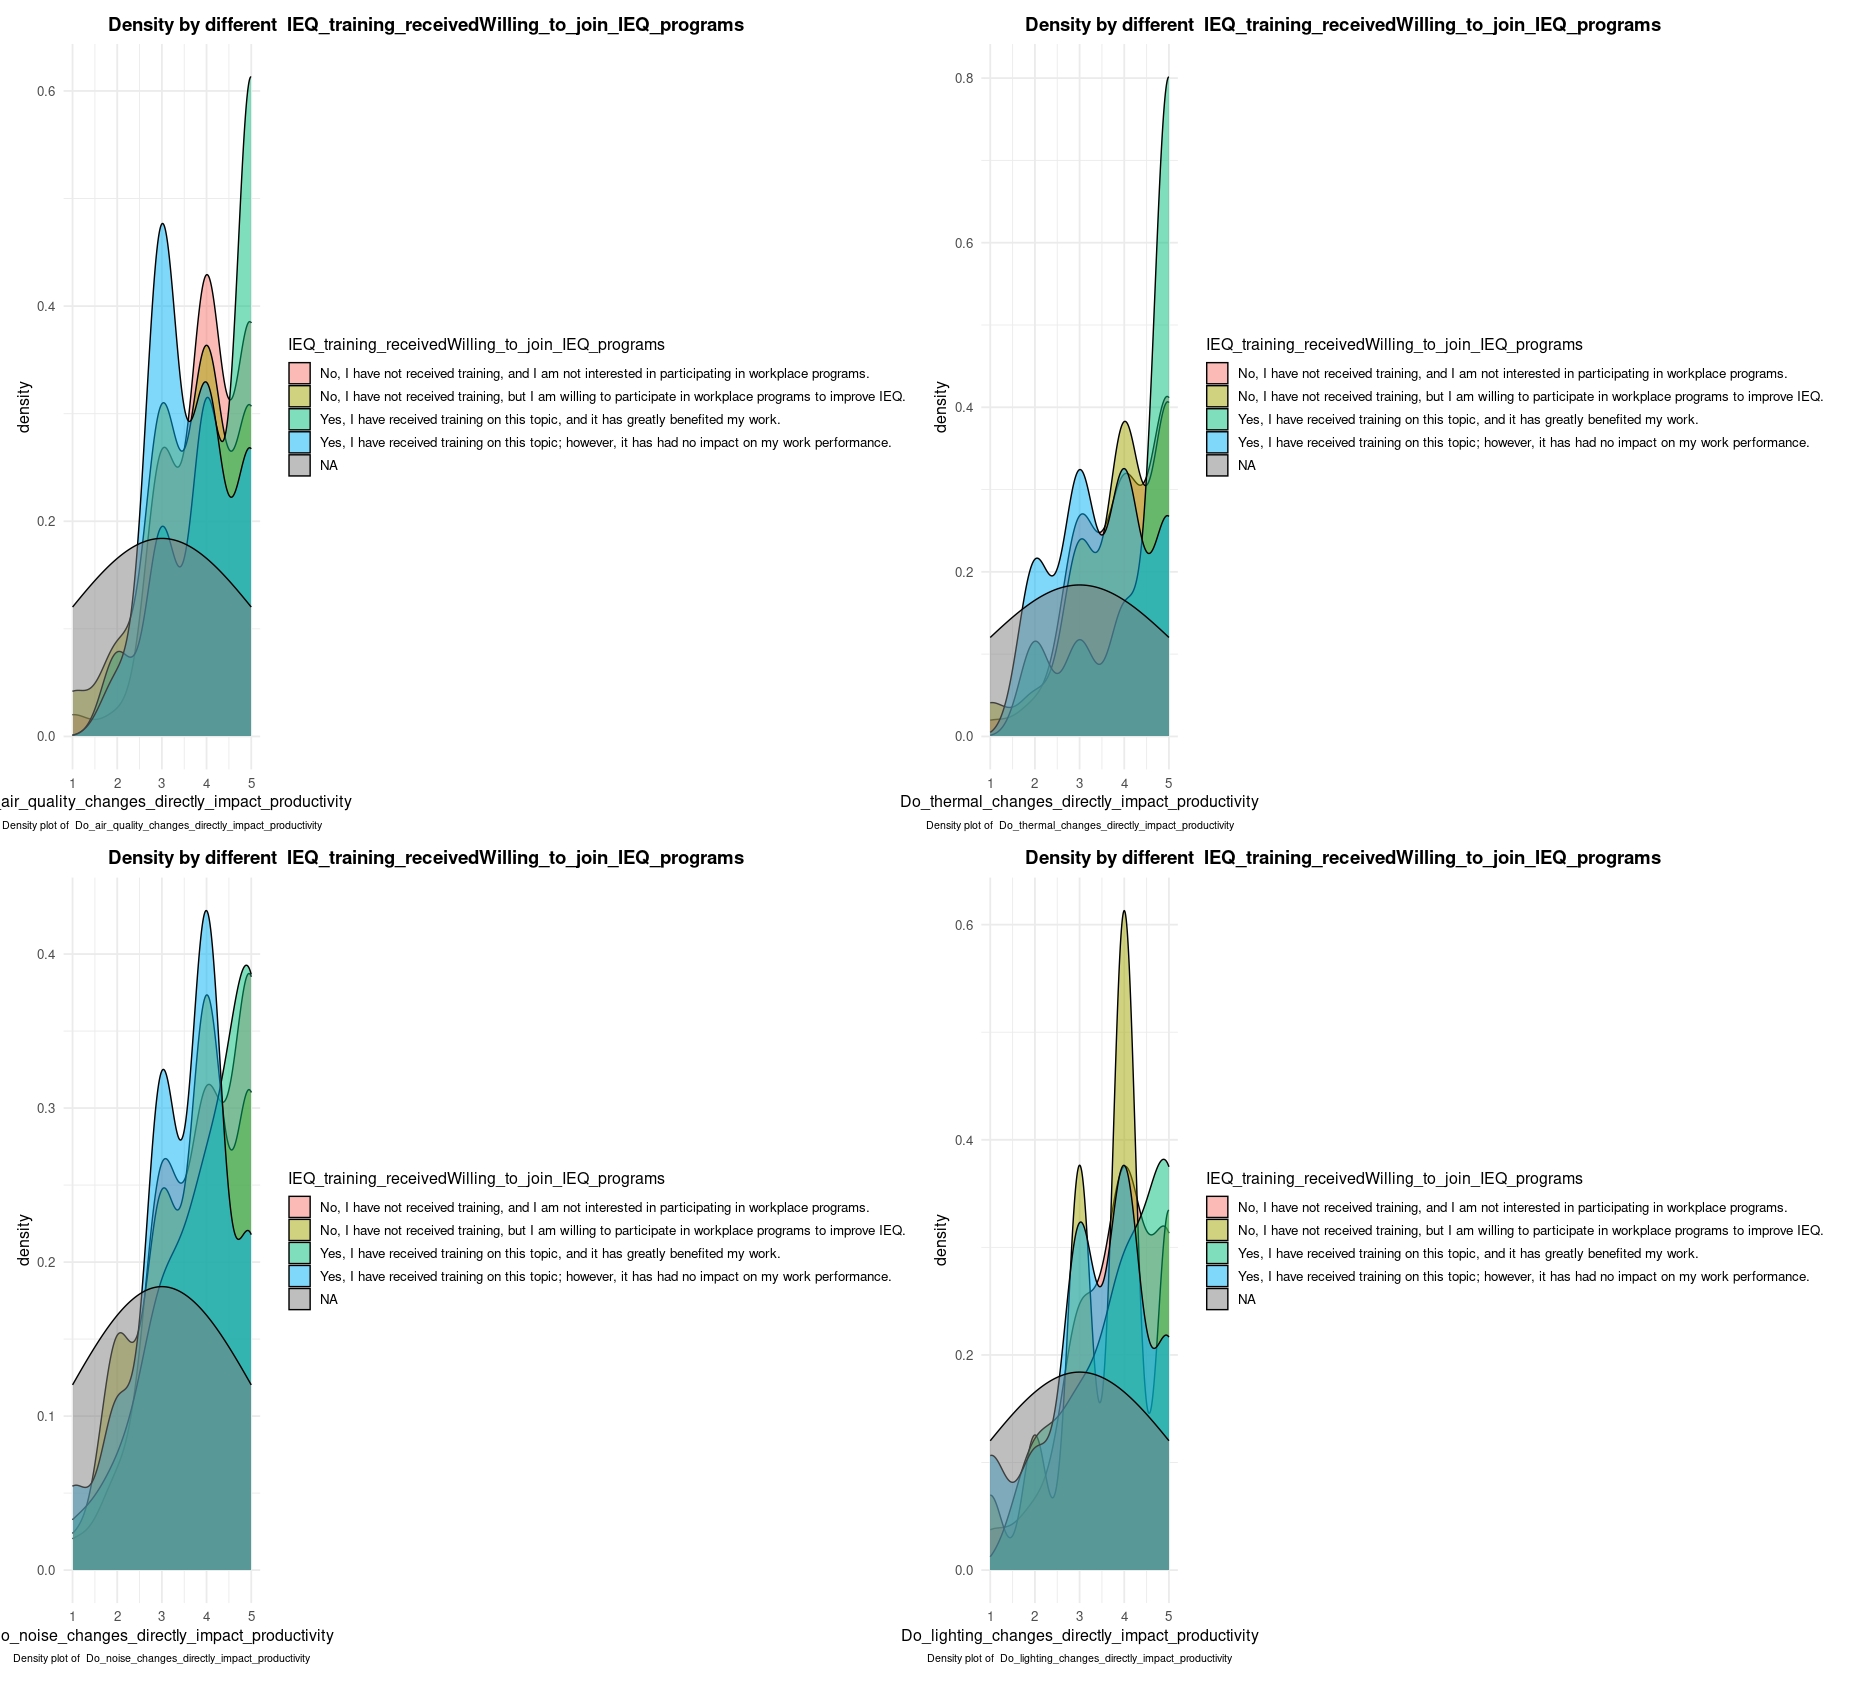 Density by different IEQ_training_receivedWilling_to_join_IEQ_programs
0.6
0.4
0.2
0.0
density
1 2 3 4 5
_air_quality_changes_directly_impact_productivity
Density plot of Do_air_quality_changes_directly_impact_productivity
IEQ_training_receivedWilling_to_join_IEQ_programs
No, I have not received training, and I am not interested in participating in workplace programs.
No, I have not received training, but I am willing to participate in workplace programs to improve IEQ.
Yes, I have received training on this topic, and it has greatly benefited my work.
Yes, I have received training on this topic; however, it has had no impact on my work performance.
NA
Density by different IEQ_training_receivedWilling_to_join_IEQ_programs
0.8
0.6
0.4
0.2
0.0
density
1 2 3 4 5
Do_thermal_changes_directly_impact_productivity
Density plot of Do_thermal_changes_directly_impact_productivity
IEQ_training_receivedWilling_to_join_IEQ_programs
No, I have not received training, and I am not interested in participating in workplace programs.
No, I have not received training, but I am willing to participate in workplace programs to improve IEQ.
Yes, I have received training on this topic, and it has greatly benefited my work.
Yes, I have received training on this topic; however, it has had no impact on my work performance.
NA
Density by different IEQ_training_receivedWilling_to_join_IEQ_programs
0.4
0.3
0.2
0.1
0.0
density
1 2 3 4 5
o_noise_changes_directly_impact_productivity
Density plot of Do_noise_changes_directly_impact_productivity
IEQ_training_receivedWilling_to_join_IEQ_programs
No, I have not received training, and I am not interested in participating in workplace programs.
No, I have not received training, but I am willing to participate in workplace programs to improve IEQ.
Yes, I have received training on this topic, and it has greatly benefited my work.
Yes, I have received training on this topic; however, it has had no impact on my work performance.
NA
Density by different IEQ_training_receivedWilling_to_join_IEQ_programs
0.6
0.4
0.2
0.0
density
1 2 3 4 5
Do_lighting_changes_directly_impact_productivity
Density plot of Do_lighting_changes_directly_impact_productivity
IEQ_training_receivedWilling_to_join_IEQ_programs
No, I have not received training, and I am not interested in participating in workplace programs.
No, I have not received training, but I am willing to participate in workplace programs to improve IEQ.
Yes, I have received training on this topic, and it has greatly benefited my work.
Yes, I have received training on this topic; however, it has had no impact on my work performance.
NA